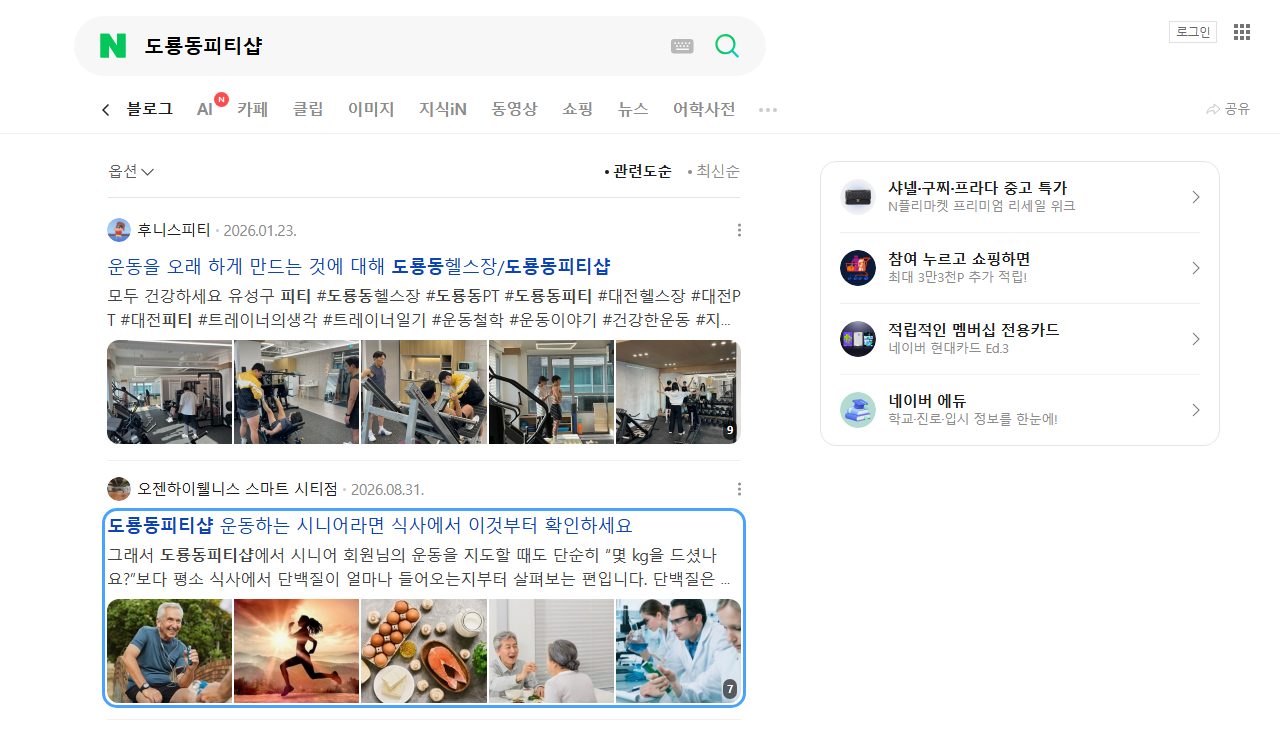 도룡동피티샵
로그인
블로그 AI N 카페 클립 이미지 지식iN 동영상 쇼핑 뉴스 어학사전
공유
옵션
• 관련도순 • 최신순
후니스피티 2026.01.23.
운동을 오래 하게 만드는 것에 대해 도룡동헬스장/도룡동피티샵
모두 건강하세요 유성구 피티 #도룡동헬스장 #도룡동PT #도룡동피티 #대전헬스장 #대전P
T #대전피티 #트레이너의생각 #트레이너일기 #운동철학 #운동이야기 #건강한운동 #지...
9
오젠하이웰니스 스마트 시티점 2026.08.31.
도룡동피티샵 운동하는 시니어라면 식사에서 이것부터 확인하세요
그래서 도룡동피티샵에서 시니어 회원님의 운동을 지도할 때도 단순히 “몇 kg을 드셨나
요?”보다 평소 식사에서 단백질이 얼마나 들어오는지부터 살펴보는 편입니다. 단백질은 ...
7
샤넬·구찌·프라다 중고 특가
N플리마켓 프리미엄 리세일 위크
참여 누르고 쇼핑하면
최대 3만3천P 추가 적립!
적립적인 멤버십 전용카드
네이버 현대카드 Ed.3
네이버 에듀
학교·진로·입시 정보를 한눈에!